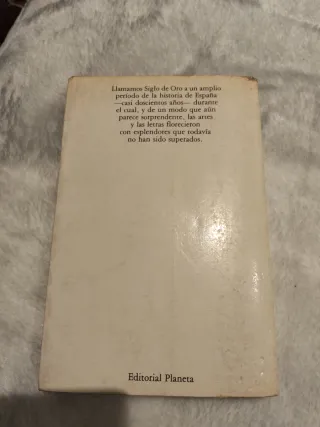 Llamamos Siglo de Oro a un amplio
período de la historia de España
—casi doscientos años— durante
el cual, y de un modo que aún
parece sorprendente, las artes
y las letras florecieron
con esplendores que todavía
no han sido superados.
Editorial Planeta